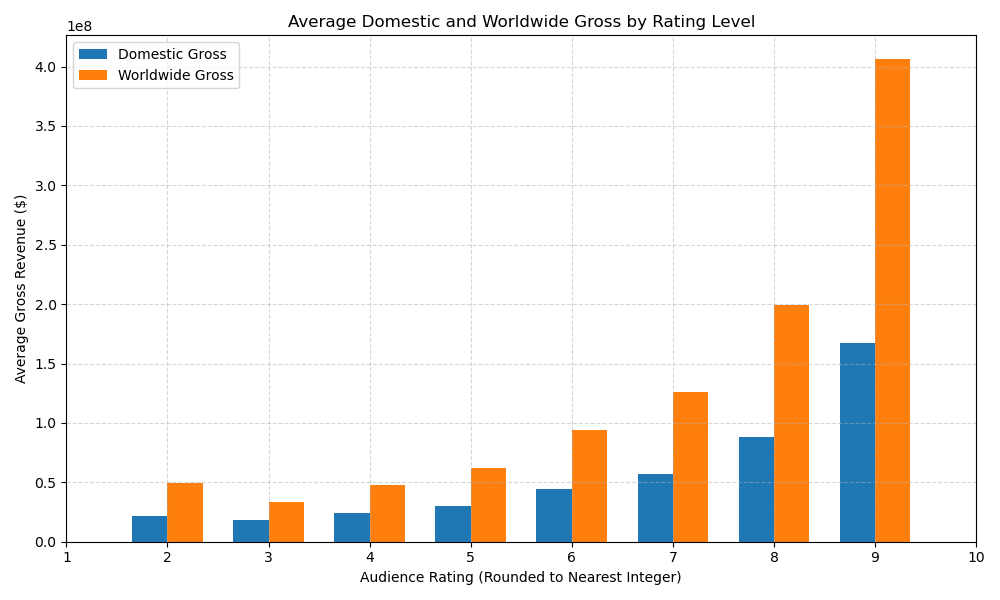 Average Domestic and Worldwide Gross by Rating Level
1e8
Domestic Gross
Worldwide Gross
4.0
3.5
3.0
2.5
2.0
1.5
1.0
0.5
0.0
Average Gross Revenue ($)
1 2 3 4 5 6 7 8 9 10
Audience Rating (Rounded to Nearest Integer)